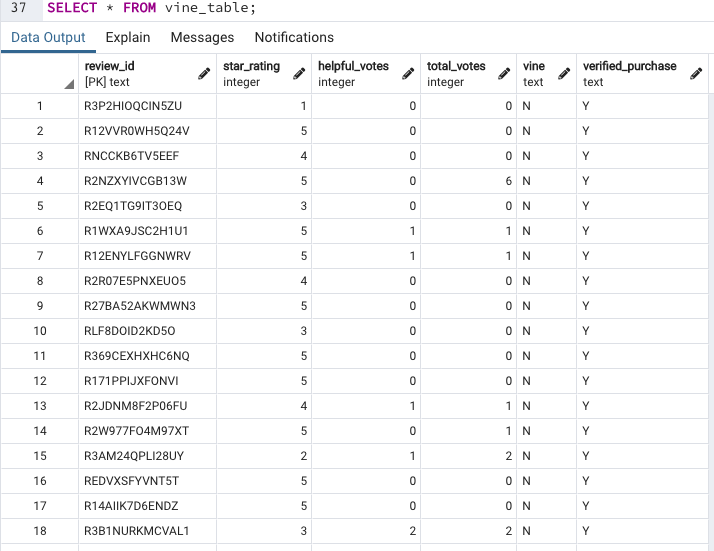 37 SELECT * FROM vine_table;
Data Output Explain Messages Notifications
review_id star_rating helpful_votes total_votes vine verified_purchase
[PK] text integer integer integer text text
1 R3P2HIOQCIN5ZU 1 0 0 N Y
2 R12VVR0WH5Q24V 5 0 0 N Y
3 RNCCKB6TV5EEF 4 0 0 N Y
4 R2NZXYIVCGB13W 5 0 6 N Y
5 R2EQ1TG9IT3OEQ 3 0 0 N Y
6 R1WXA9JSC2H1U1 5 1 1 N Y
7 R12ENYLFGGNWRV 5 1 1 N Y
8 R2R07E5PNXEUO5 4 0 0 N Y
9 R27BA52AKWMWN3 5 0 0 N Y
10 RLF8DOID2KD5O 3 0 0 N Y
11 R369CEXHXHC6NQ 5 0 0 N Y
12 R171PPIJXFONVI 5 0 0 N Y
13 R2JDNM8F2P06FU 4 1 1 N Y
14 R2W977FO4M97XT 5 0 1 N Y
15 R3AM24QPLI28UY 2 1 2 N Y
16 REDVXSFYVNT5T 5 0 0 N Y
17 R14AIIK7D6ENDZ 5 0 0 N Y
18 R3B1NURKMCVAL1 3 2 2 N Y